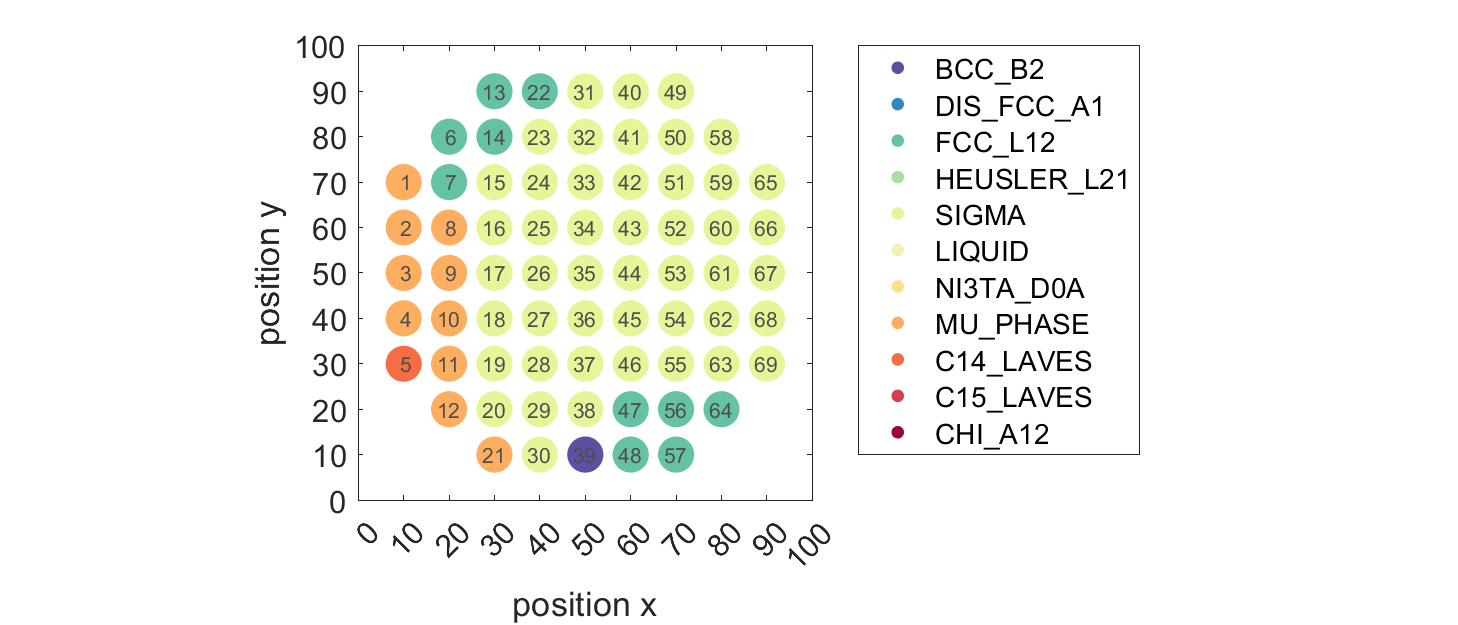 100
90 13 22 31 40 49
80 6 14 23 32 41 50 58
70 1 7 15 24 33 42 51 59 65
60 2 8 16 25 34 43 52 60 66
50 3 9 17 26 35 44 53 61 67
40 4 10 18 27 36 45 54 62 68
30 5 11 19 28 37 46 55 63 69
20 12 20 29 38 47 56 64
10 21 30 39 48 57
0
0 10 20 30 40 50 60 70 80 90 100
position x
position y
BCC_B2
DIS_FCC_A1
FCC_L12
HEUSLER_L21
SIGMA
LIQUID
NI3TA_D0A
MU_PHASE
C14_LAVES
C15_LAVES
CHI_A12